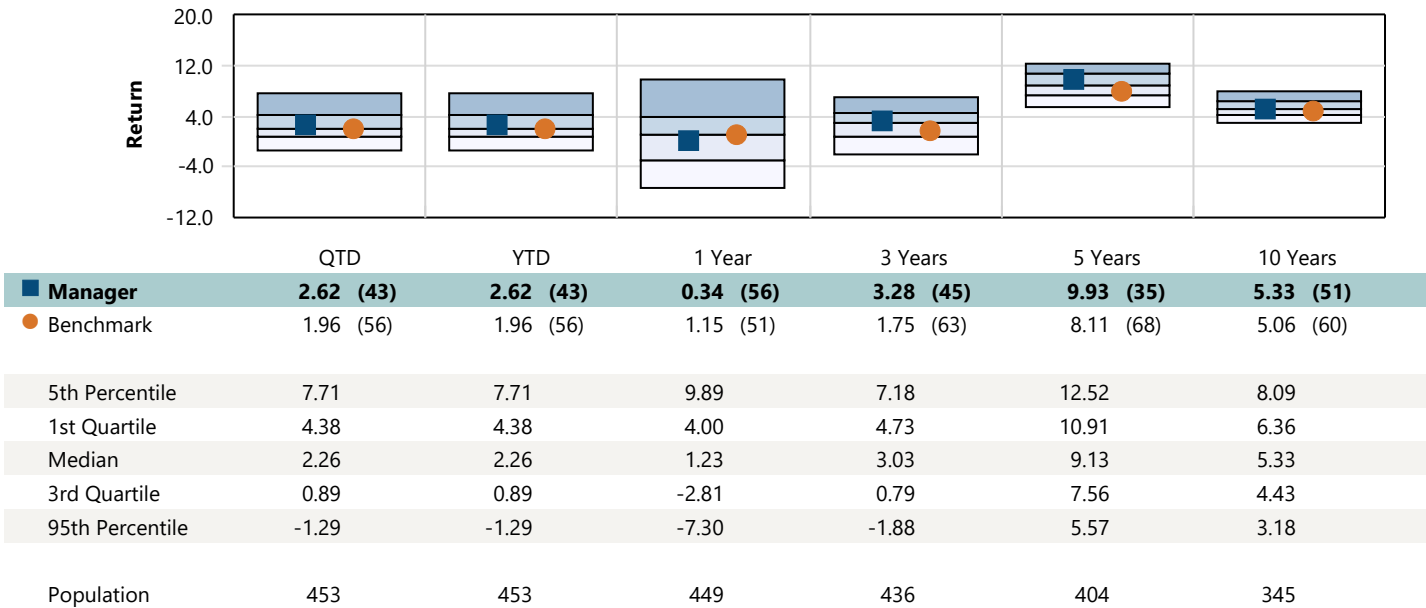 20.0
12.0
4.0
-4.0
-12.0
Return
QTD YTD 1 Year 3 Years 5 Years 10 Years
Manager 2.62 (43) 2.62 (43) 0.34 (56) 3.28 (45) 9.93 (35) 5.33 (51)
Benchmark 1.96 (56) 1.96 (56) 1.15 (51) 1.75 (63) 8.11 (68) 5.06 (60)
5th Percentile 7.71 7.71 9.89 7.18 12.52 8.09
1st Quartile 4.38 4.38 4.00 4.73 10.91 6.36
Median 2.26 2.26 1.23 3.03 9.13 5.33
3rd Quartile 0.89 0.89 -2.81 0.79 7.56 4.43
95th Percentile -1.29 -1.29 -7.30 -1.88 5.57 3.18
Population 453 453 449 436 404 345